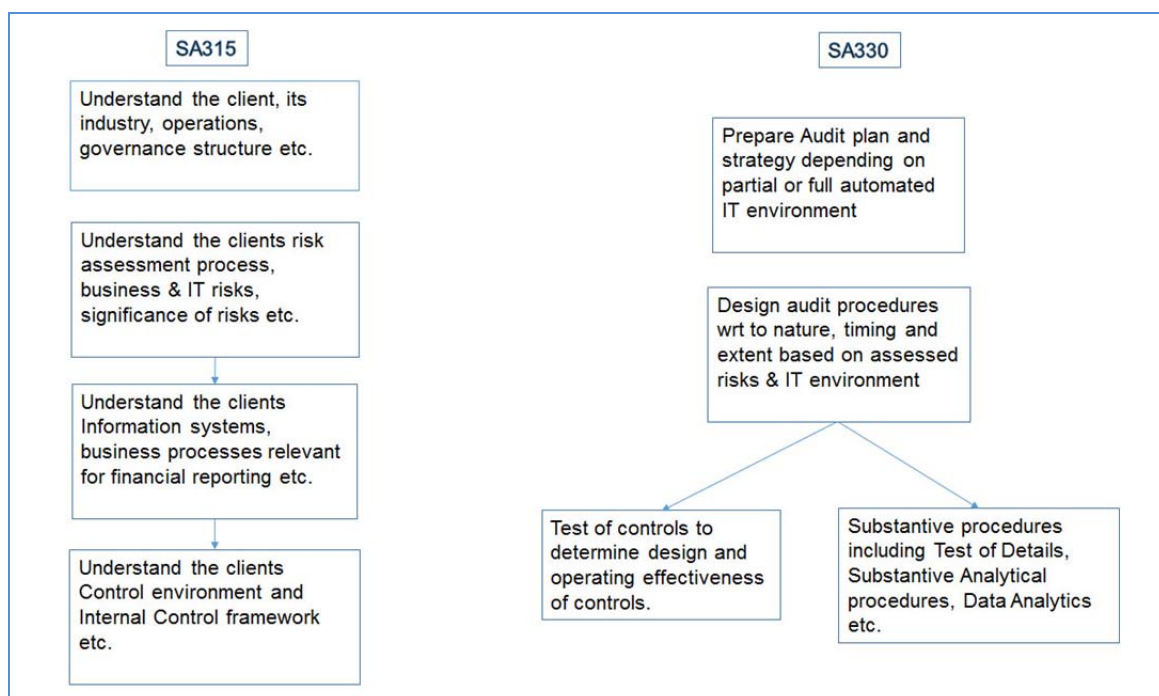 SA315
Understand the client, its
industry, operations,
governance structure etc.
Understand the clients risk
assessment process,
business & IT risks,
significance of risks etc.
Understand the clients
Information systems,
business processes relevant
for financial reporting etc.
Understand the clients
Control environment and
Internal Control framework
etc.
SA330
Prepare Audit plan and
strategy depending on
partial or full automated
IT environment
Design audit procedures
wrt to nature, timing and
extent based on assessed
risks & IT environment
Test of controls to
determine design and
operating effectiveness
of controls.
Substantive procedures
including Test of Details,
Substantive Analytical
procedures, Data Analytics
etc.